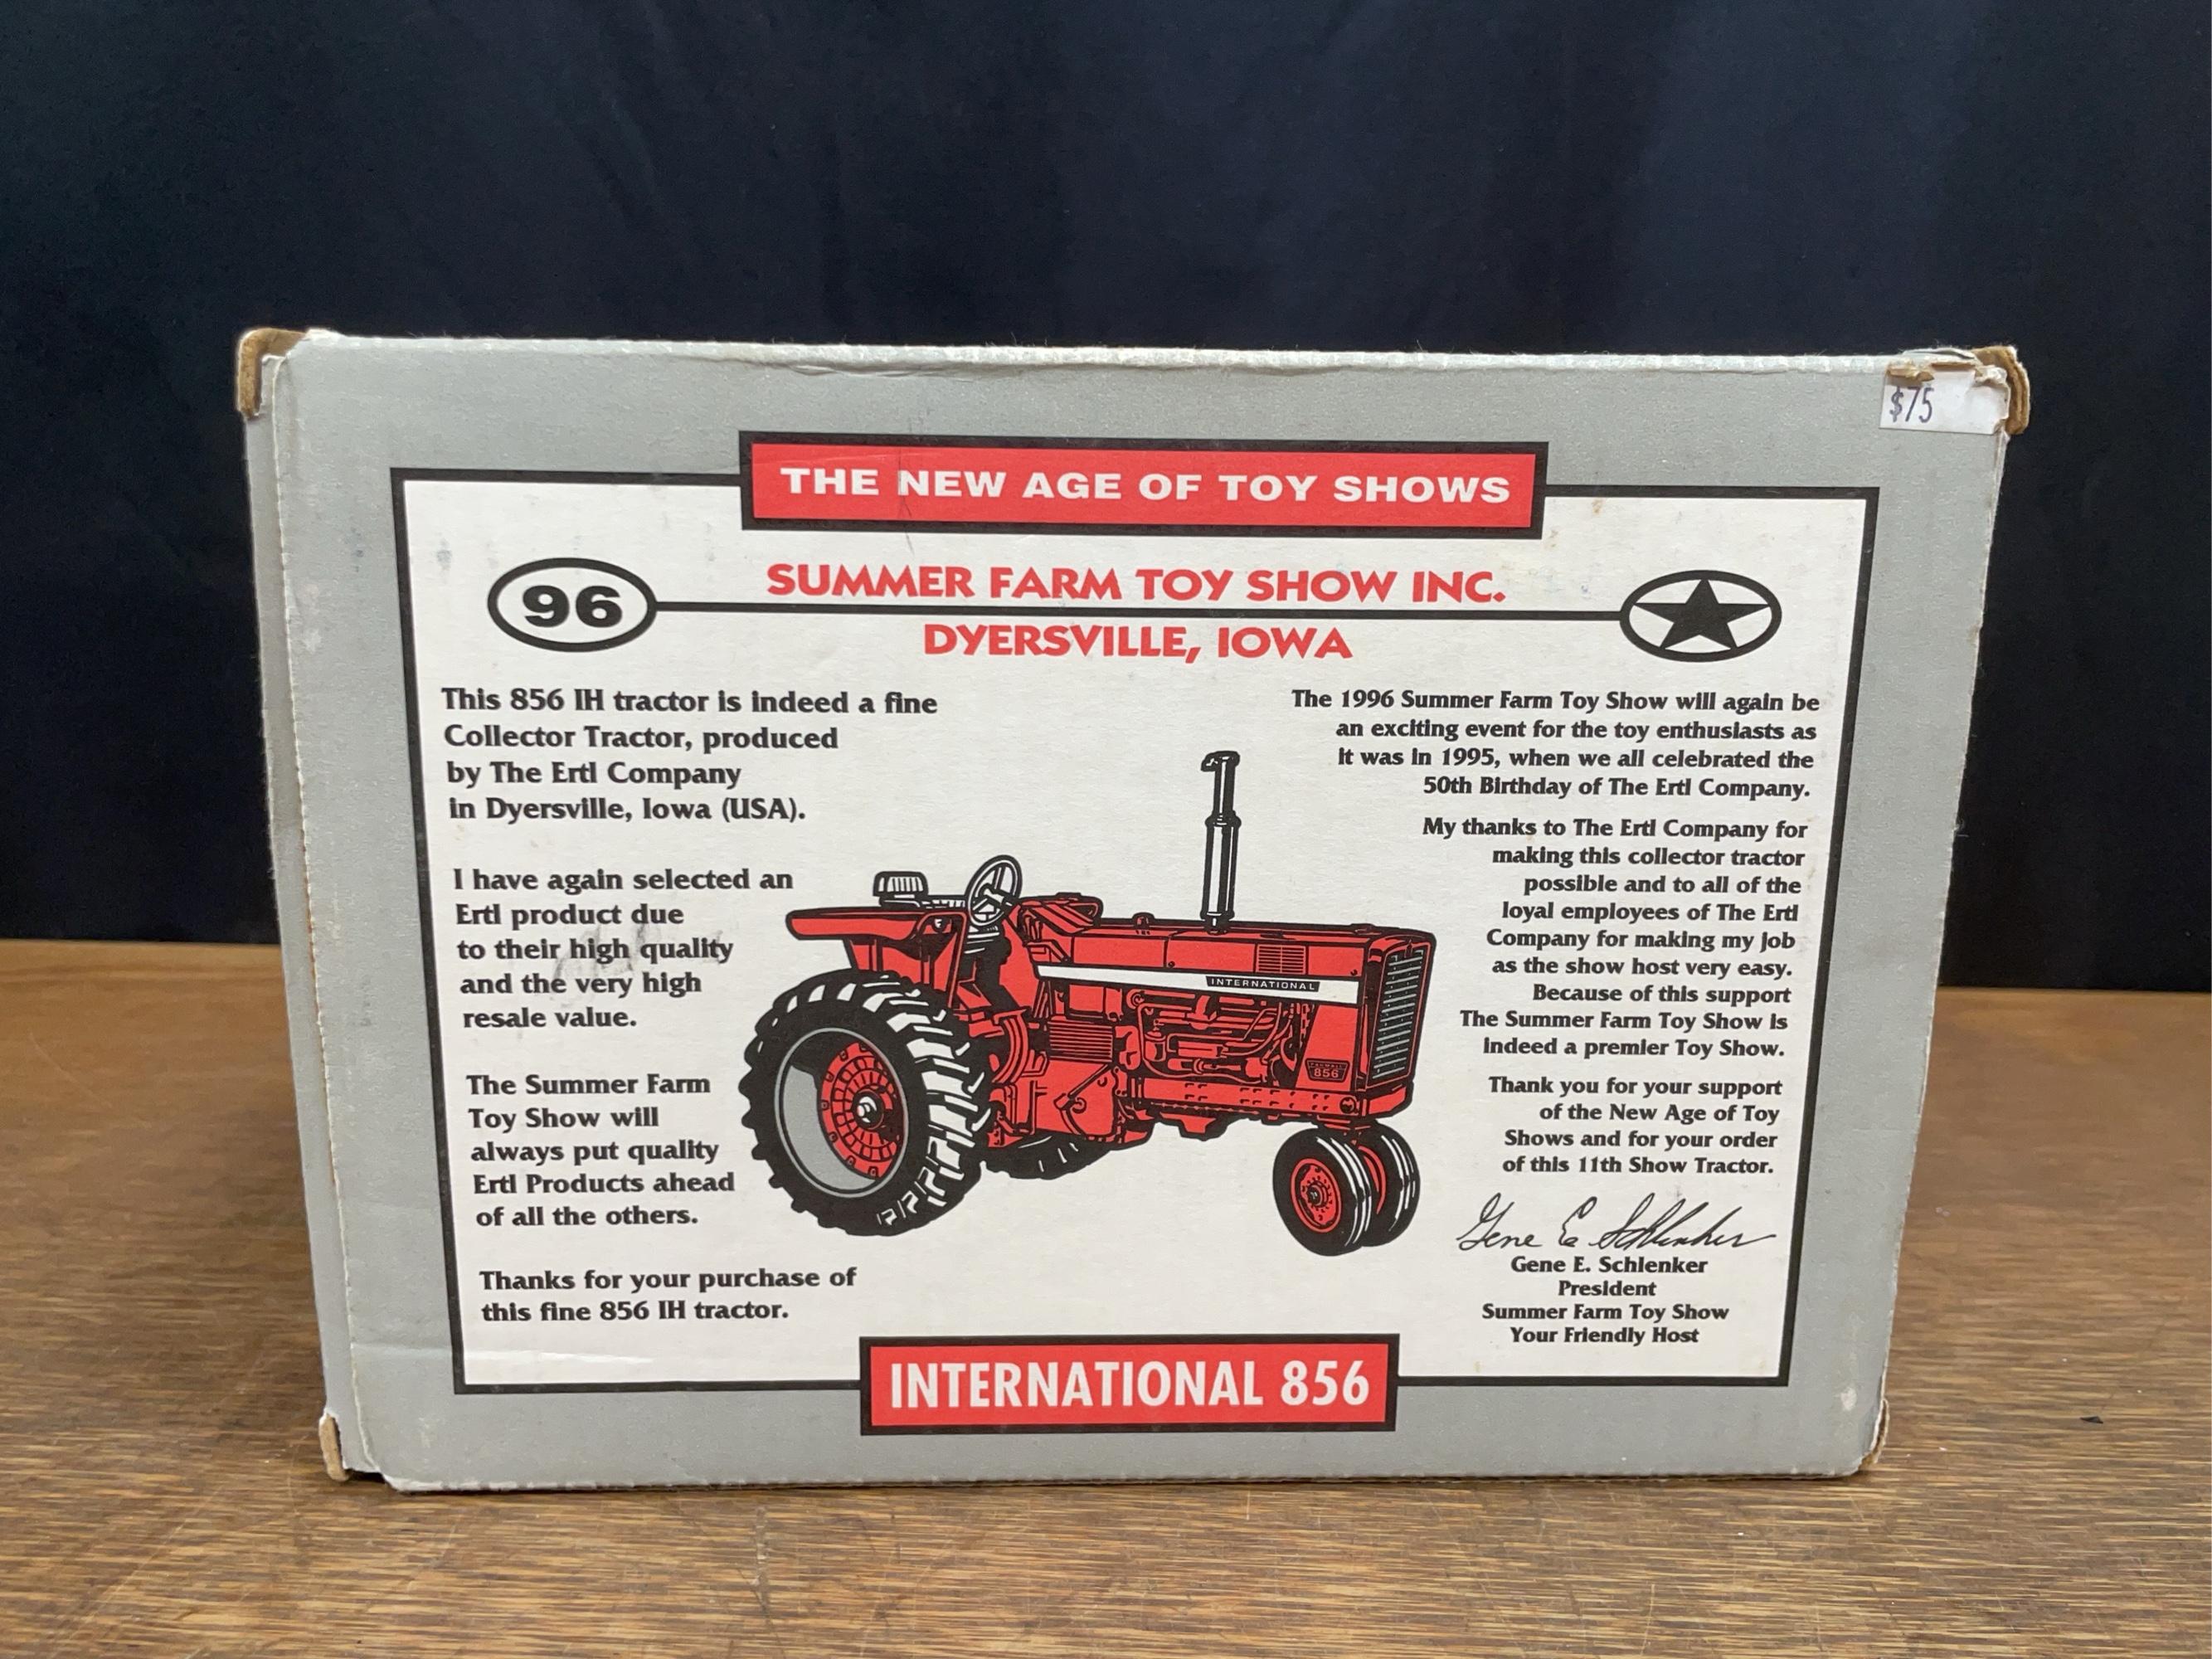 $75
THE NEW AGE OF TOY SHOWS
96
SUMMER FARM TOY SHOW INC.
DYERSVILLE, IOWA
This 856 IH tractor is indeed a fine
Collector Tractor, produced
by The Ertl Company
in Dyersville, Iowa (USA).
I have again selected an
Ertl product due
to their high quality
and the very high
resale value.
The Summer Farm
Toy Show will
always put quality
Ertl Products ahead
of all the others.
Thanks for your purchase of
this fine 856 IH tractor.
INTERNATIONAL
FARMALL
856
The 1996 Summer Farm Toy Show will again be
an exciting event for the toy enthusiasts as
it was in 1995, when we all celebrated the
50th Birthday of The Ertl Company.
My thanks to The Ertl Company for
making this collector tractor
possible and to all of the
loyal employees of The Ertl
Company for making my job
as the show host very easy.
Because of this support
The Summer Farm Toy Show is
indeed a premier Toy Show.
Thank you for your support
of the New Age of Toy
Shows and for your order
of this 11th Show Tractor.
Gene E. Schlenker
Gene E. Schlenker
President
Summer Farm Toy Show
Your Friendly Host
INTERNATIONAL 856